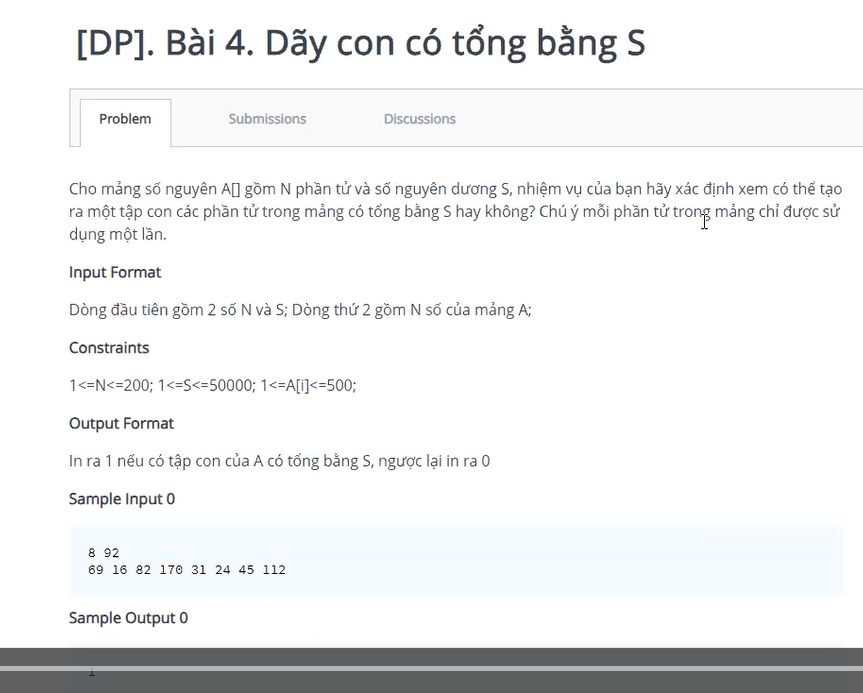 [DP]. Bài 4. Dãy con có tổng bằng S
Problem
Submissions
Discussions
Cho mảng số nguyên A[] gồm N phần tử và số nguyên dương S, nhiệm vụ của bạn hãy xác định xem có thể tạo
ra một tập con các phần tử trong mảng có tổng bằng S hay không? Chú ý mỗi phần tử trong mảng chỉ được sử
dụng một lần.
Input Format
Dòng đầu tiên gồm 2 số N và S; Dòng thứ 2 gồm N số của mảng A;
Constraints
1<=N<=200; 1<=S<=50000; 1<=A[i]<=500;
Output Format
In ra 1 nếu có tập con của A có tổng bằng S, ngược lại in ra 0
Sample Input 0
8 92
69 16 82 170 31 24 45 112
Sample Output 0
1